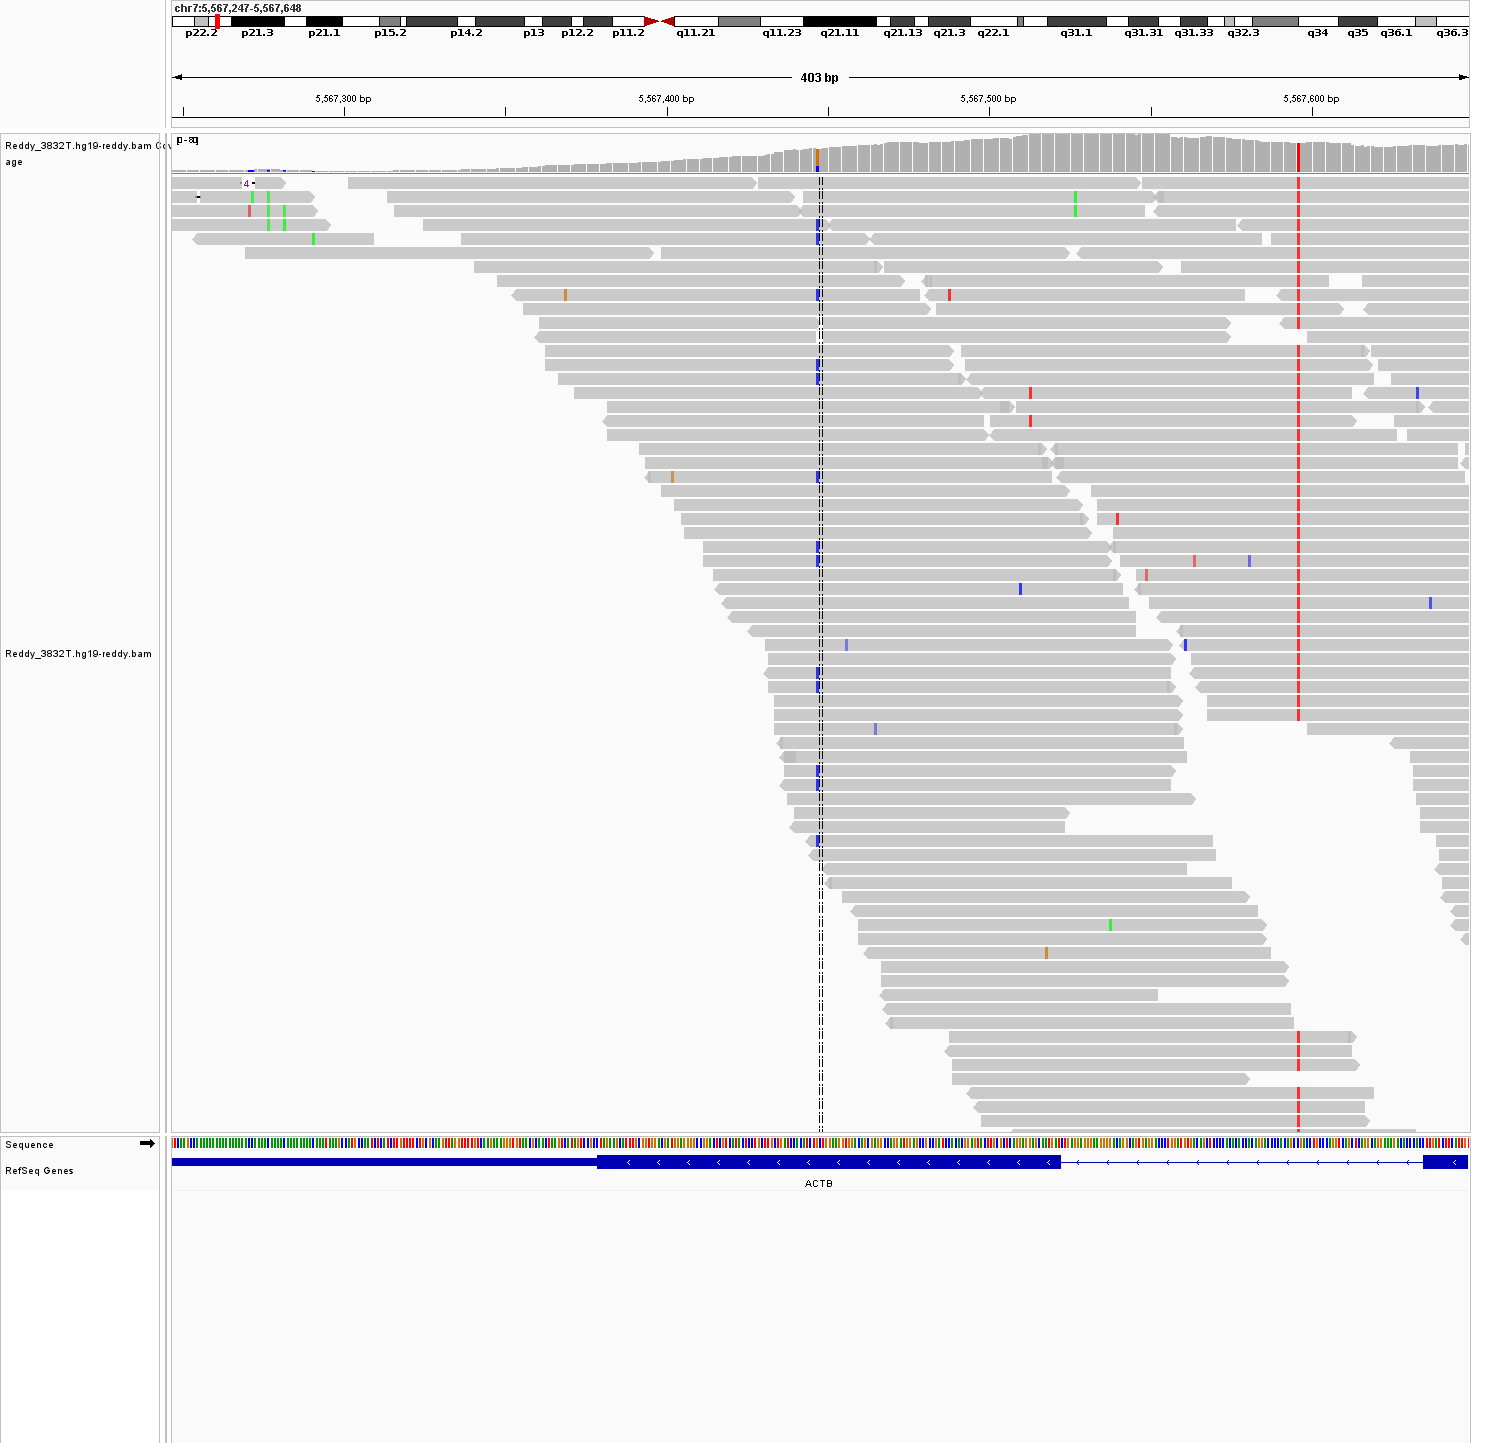 chr7:5,567,247-5,567,648
p22.2 p21.3 p21.1 p15.2 p14.2 p13 p12.2 p11.2 q11.21 q11.23 q21.11 q21.13 q21.3 q22.1 q31.1 q31.31 q31.33 q32.3 q34 q35 q36.1 q36.3
403 bp
5,567,300 bp 5,567,400 bp 5,567,500 bp 5,567,600 bp
Reddy_3832T.hg19-reddy.bam Cov
age
[0 - 80]
4
Reddy_3832T.hg19-reddy.bam
Sequence
RefSeq Genes
ACTB